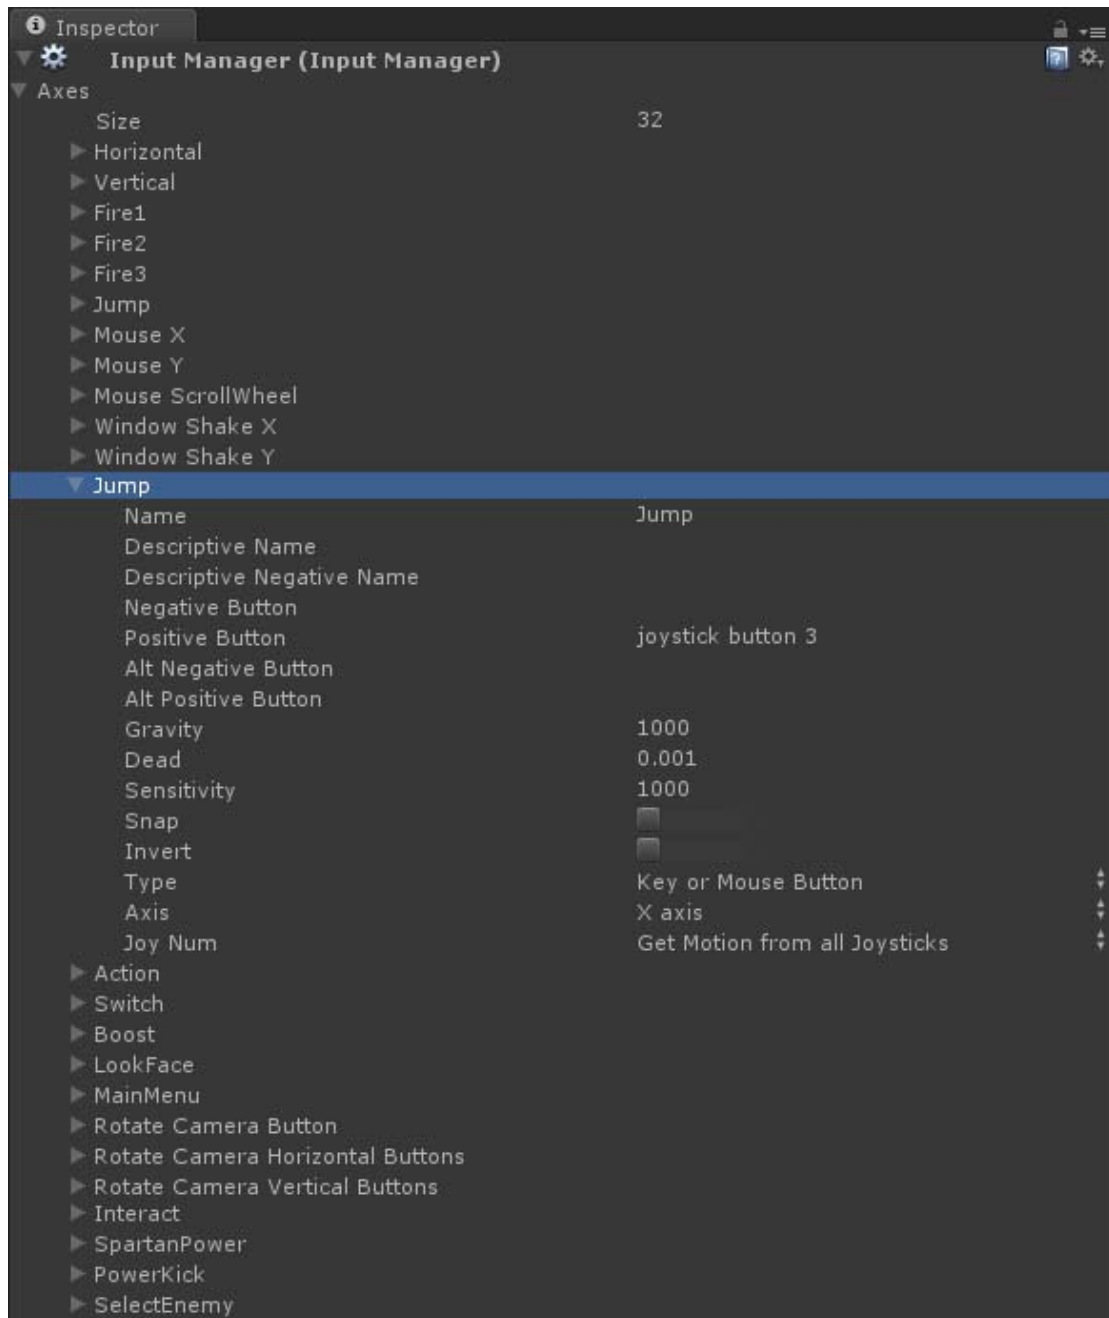 Inspector
Input Manager (Input Manager)
Axes
Size 32
Horizontal
Vertical
Fire1
Fire2
Fire3
Jump
Mouse X
Mouse Y
Mouse ScrollWheel
Window Shake X
Window Shake Y
Jump
Name Jump
Descriptive Name
Descriptive Negative Name
Negative Button
Positive Button joystick button 3
Alt Negative Button
Alt Positive Button
Gravity 1000
Dead 0.001
Sensitivity 1000
Snap
Invert
Type Key or Mouse Button
Axis X axis
Joy Num Get Motion from all Joysticks
Action
Switch
Boost
LookFace
MainMenu
Rotate Camera Button
Rotate Camera Horizontal Buttons
Rotate Camera Vertical Buttons
Interact
SpartanPower
PowerKick
SelectEnemy